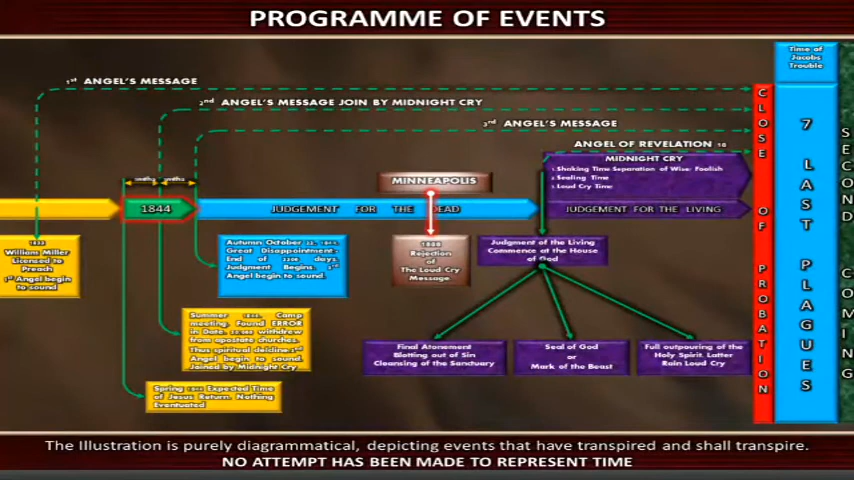 PROGRAMME OF EVENTS
Time of
Jacobs
Trouble
1st ANGEL'S MESSAGE
2nd ANGEL'S MESSAGE JOIN BY MIDNIGHT CRY
3rd ANGEL'S MESSAGE
ANGEL OF REVELATION 18
MIDNIGHT CRY
Shaking Time Separation of Wise: Foolish
Sealing Time
Loud Cry Time
MINNEAPOLIS
1844
JUDGEMENT FOR THE DEAD
JUDGEMENT FOR THE LIVING
William Miller
Licensed to
Preach
1st Angel begin
to sound
Autumn October 22, 1844.
Great Disappointment.
End of 2300 days.
Judgment Begins. 3rd
Angel begin to sound.
1888
Rejection
of
The Loud Cry
Message
Judgment of the Living
Commence at the House
of God
Summer 1844. Camp
meeting. Found ERROR
in Date.
withdrew
from apostate churches.
Thus spiritual
Angel begin to sound.
Joined by Midnight Cry
Spring 1844 Expected Time
of Jesus Return. Nothing
Eventuated
Final Atonement
Blotting out of Sin
Cleansing of the Sanctuary
Seal of God
or
Mark of the Beast
Full outpouring of the
Holy Spirit. Latter
Rain Loud Cry
CLOSE OF PROBATION
7 LAST PLAGUES
SECOND COMING
The Illustration is purely diagrammatical, depicting events that have transpired and shall transpire.
NO ATTEMPT HAS BEEN MADE TO REPRESENT TIME